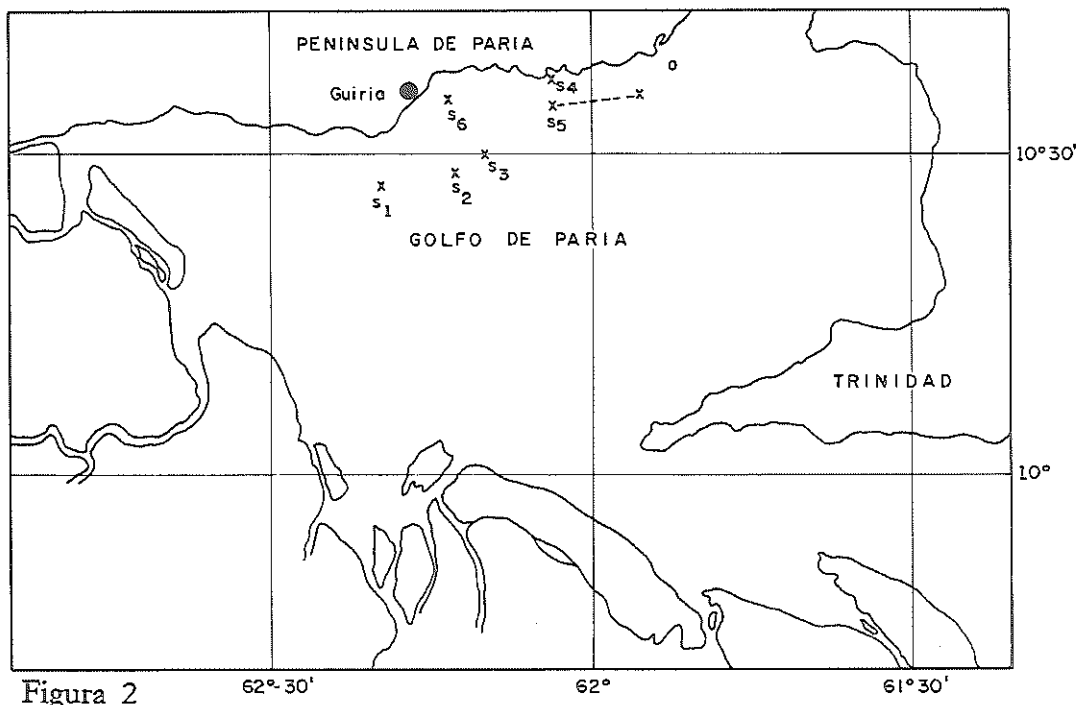 PENINSULA DE PARIA
Guiria
S4
S6
S5
10°30'
S3
S2
S1
GOLFO DE PARIA
TRINIDAD
10°
Figura 2
62°-30'
62°
61°30'